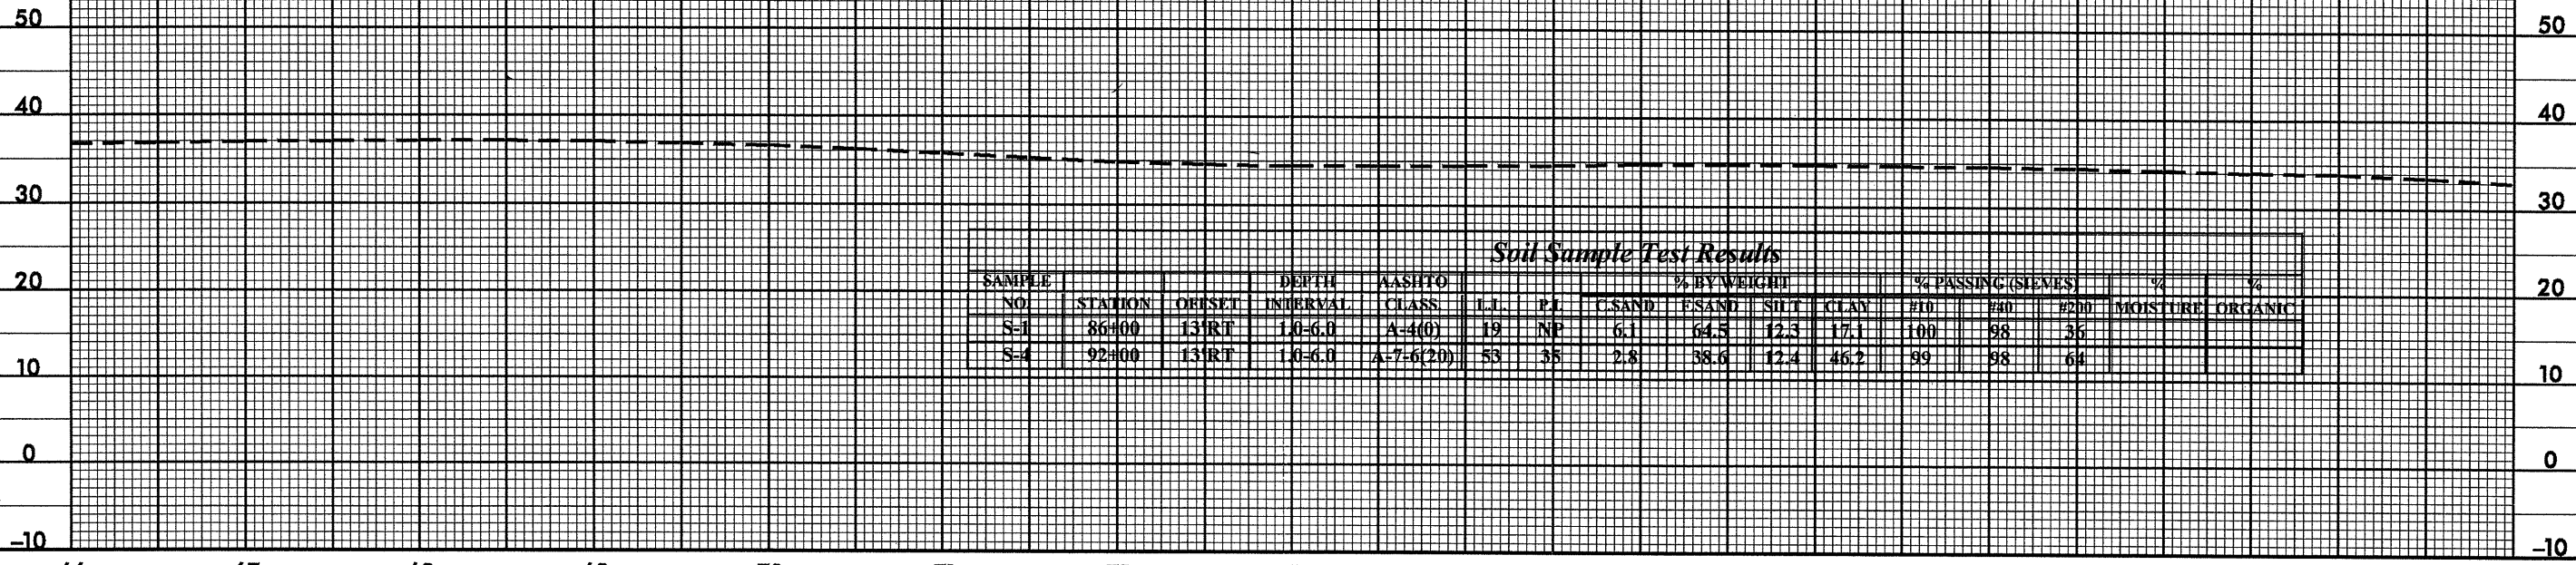 50 50
40 40
30 30
Soil Sample Test Results
SAMPLE DEPTH AASHTO % BY WEIGHT % PASSING (SIEVES) % %
NO. STATION OFFSET INTERVAL CLASS. L.L. P.I. C.SAND F.SAND SILT CLAY #10 #40 #200 MOISTURE ORGANIC
20 20
S-1 86+00 13'RT 1.0-6.0 A-4(0) 19 NP 6.1 64.5 12.3 17.1 100 98 36
S-4 92+00 13'RT 1.0-6.0 A-7-6(20) 53 35 2.8 38.6 12.4 46.2 99 98 64
10 10
0 0
-10 -10